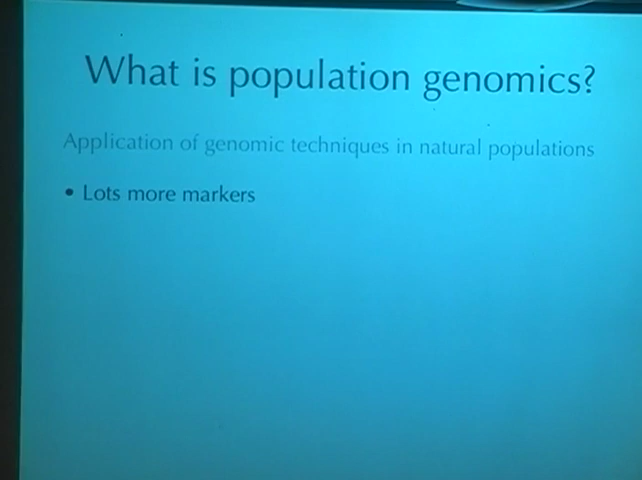 What is population genomics?
Application of genomic techniques in natural populations
• Lots more markers